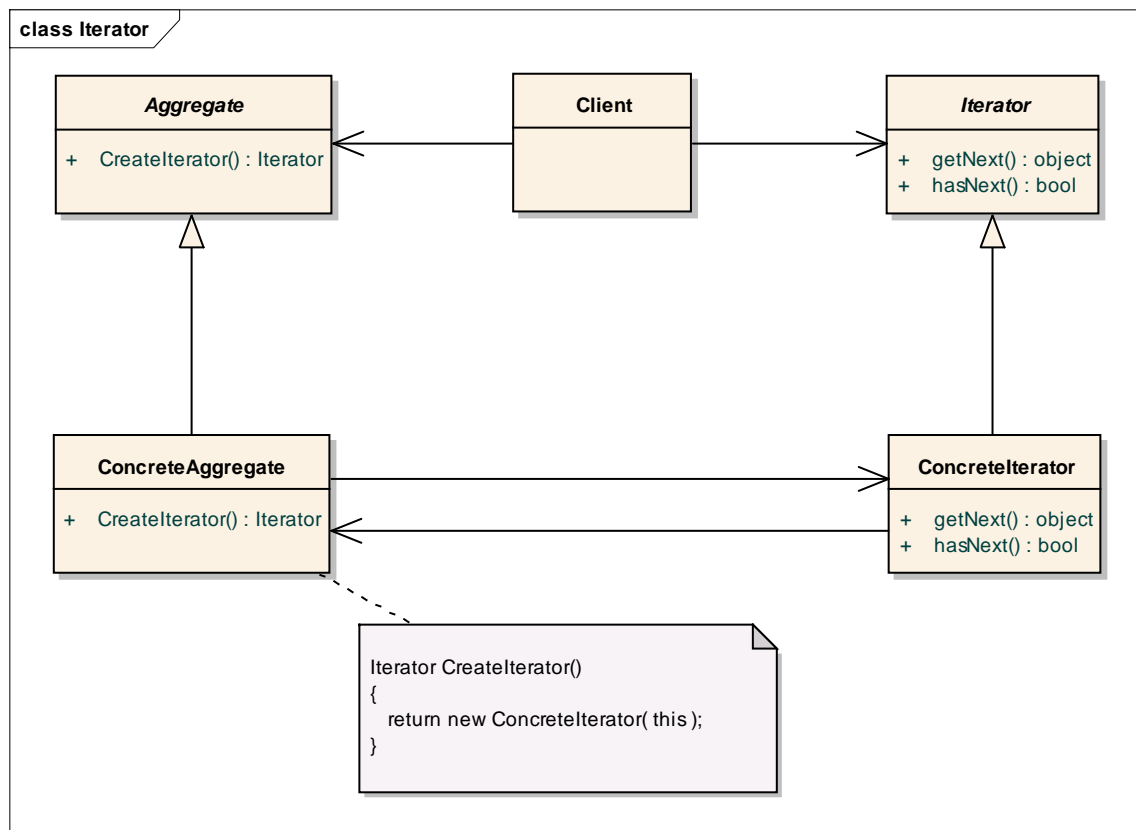 class Iterator
Aggregate
+ CreateIterator() : Iterator
Client
Iterator
+ getNext() : object
+ hasNext() : bool
ConcreteAggregate
+ CreateIterator() : Iterator
ConcreteIterator
+ getNext() : object
+ hasNext() : bool
Iterator CreateIterator()
{
return new ConcreteIterator( this );
}